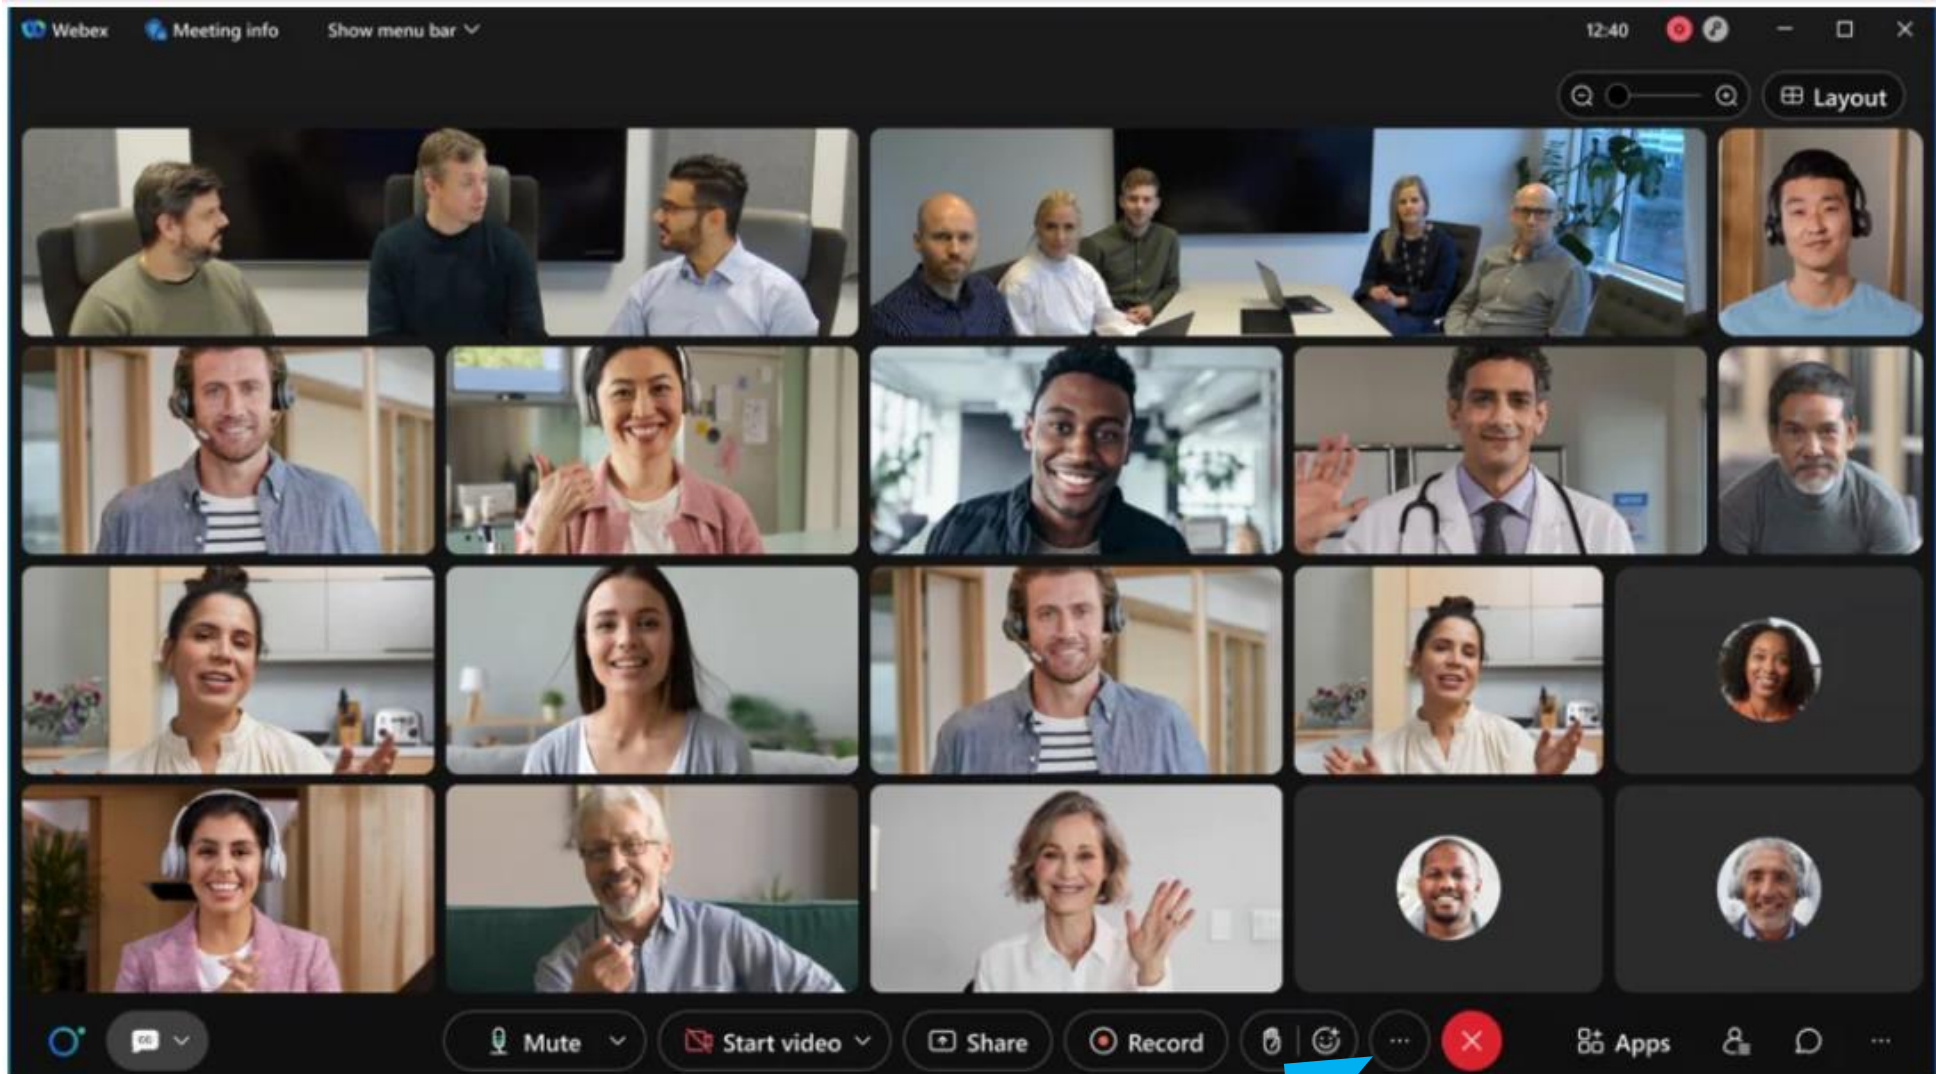 Webex Meeting info Show menu bar 12:40
Layout
Mute Start video Share Record Apps